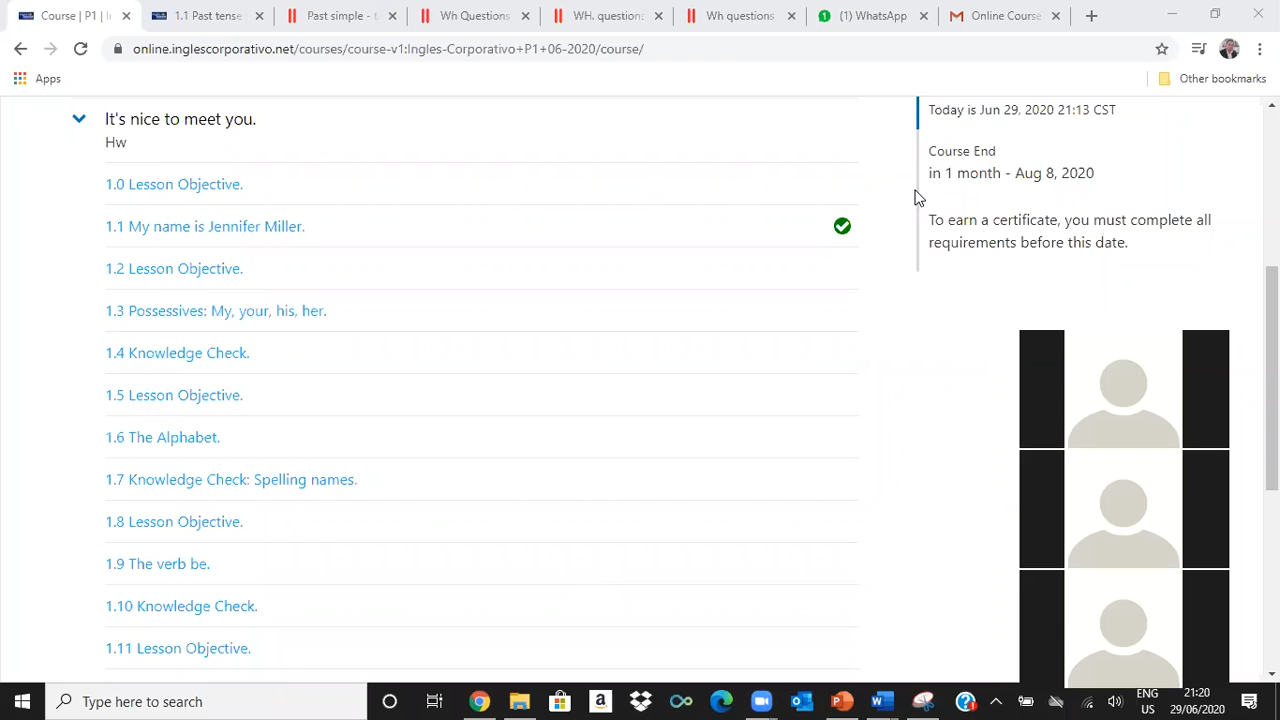 Course | P1 | I
1.1 Past tense
Past simple - t
Wh Questions
WH. question
Wh questions
(1) WhatsApp
Online Course
online.inglescorporativo.net/courses/course-v1:Ingles-Corporativo+P1+06-2020/course/
Apps
Other bookmarks
It's nice to meet you.
Hw
1.0 Lesson Objective.
1.1 My name is Jennifer Miller.
1.2 Lesson Objective.
1.3 Possessives: My, your, his, her.
1.4 Knowledge Check.
1.5 Lesson Objective.
1.6 The Alphabet.
1.7 Knowledge Check: Spelling names.
1.8 Lesson Objective.
1.9 The verb be.
1.10 Knowledge Check.
1.11 Lesson Objective.
Today is Jun 29, 2020 21:13 CST
Course End
in 1 month - Aug 8, 2020
To earn a certificate, you must complete all
requirements before this date.
Type here to search
ENG
US
21:20
29/06/2020